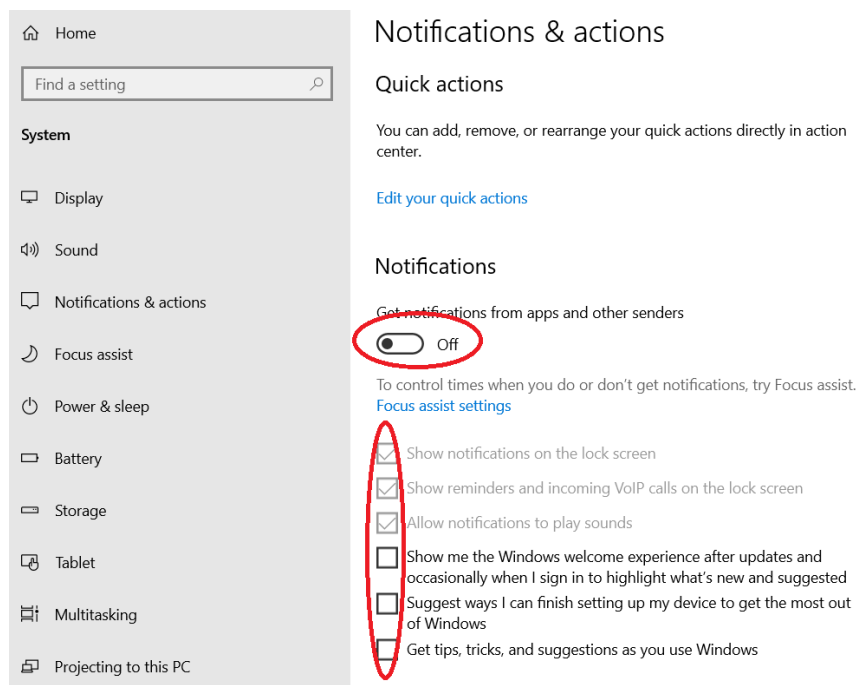 Home
Find a setting
System
Display
Sound
Notifications & actions
Focus assist
Power & sleep
Battery
Storage
Tablet
Multitasking
Projecting to this PC
Notifications & actions
Quick actions
You can add, remove, or rearrange your quick actions directly in action
center.
Edit your quick actions
Notifications
Get notifications from apps and other senders
Off
To control times when you do or don't get notifications, try Focus assist.
Focus assist settings
Show notifications on the lock screen
Show reminders and incoming VoIP calls on the lock screen
Allow notifications to play sounds
Show me the Windows welcome experience after updates and
occasionally when I sign in to highlight what's new and suggested
Suggest ways I can finish setting up my device to get the most out
of Windows
Get tips, tricks, and suggestions as you use Windows